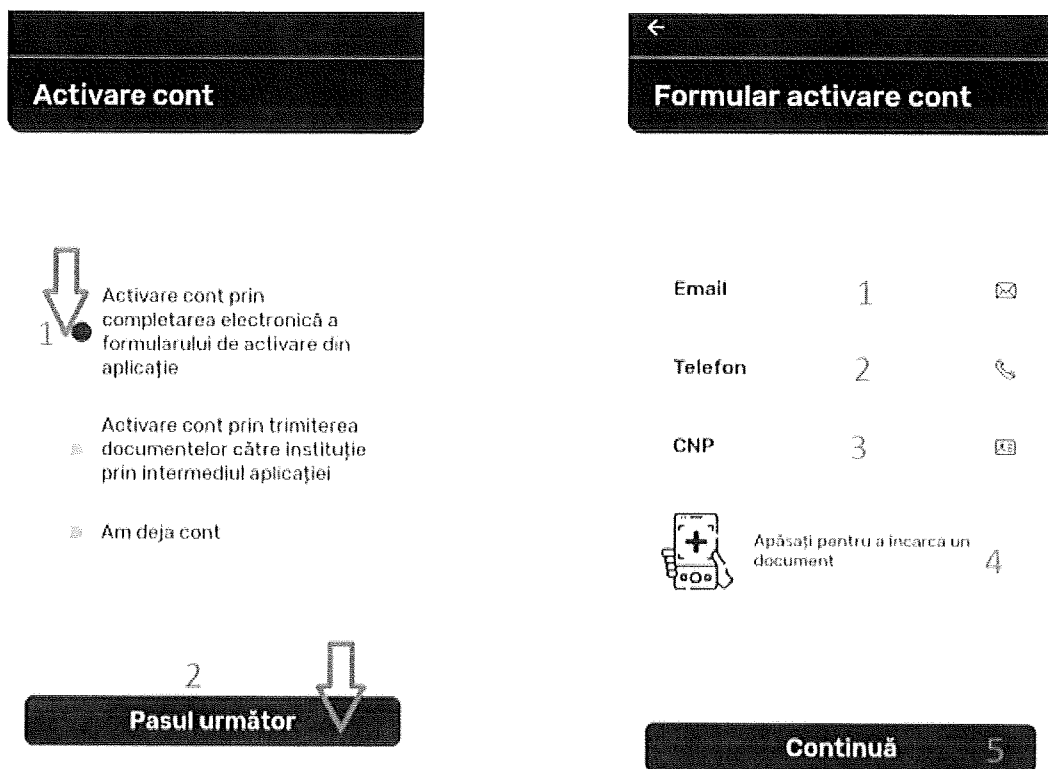 Activare cont
1
Activare cont prin
completarea electronică a
formularului de activare din
aplicație
Activare cont prin trimiterea
documentelor către instituție
prin intermediul aplicației
Am deja cont
2
Pasul următor
Formular activare cont
Email 1
Telefon 2
CNP 3
Apăsați pentru a incarca un
document 4
Continuă 5